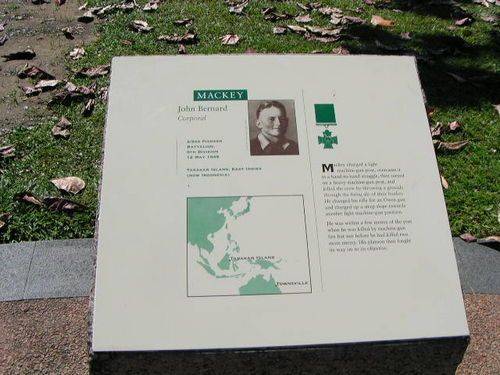 MACKEY
John Bernard
Corporal
2/3RD PIONEER
BATTALION,
9TH DIVISION
12 MAY 1945
TARAKAN ISLAND, EAST INDIES
(NOW INDONESIA)
Mackey charged a light
machine-gun post, overcame it
in a hand-to-hand struggle, then turned
on a heavy machine-gun post, and
killed the crew by throwing grenads
through the firing slit of their bunker.
He changed his rifle for an Owen gun
and charged up a steep slope towards
another light machine-gun position.
He was within a few metres of the post
when he was killed by machine-gun
fire but not before he had killed two
more enemy. His platoon then fought
its way on to its objective.
TARAKAN ISLAND
TOWNSVILLE